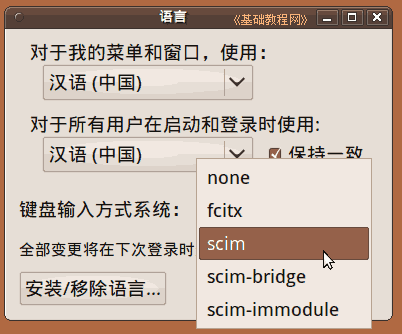 语言
《基础教程网》
对于我的菜单和窗口，使用：
汉语 (中国)
对于所有用户在启动和登录时使用:
汉语 (中国)
保持一致
none
键盘输入方式系统：
fcitx
scim
全部变更将在下次登录时
scim-bridge
安装/移除语言...
scim-immodule